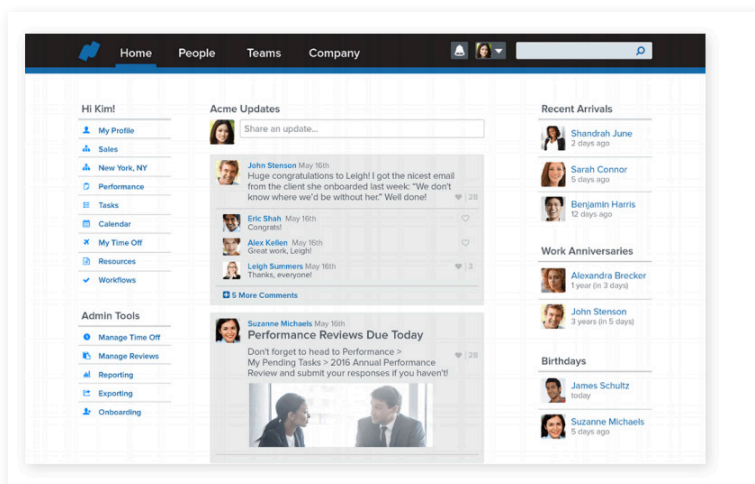 Home People Teams Company
Hi Kim!
My Profile
Sales
New York, NY
Performance
Tasks
Calendar
My Time Off
Resources
Workflows
Admin Tools
Manage Time Off
Manage Reviews
Reporting
Exporting
Onboarding
Acme Updates
Share an update...
John Stenson May 16th
Huge congratulations to Leigh! I got the nicest email
from the client she onboarded last week: "We don't
know where we'd be without her." Well done!
28
Eric Shah May 16th
Congrats!
Alex Kellen May 16th
Great work, Leigh!
Leigh Summers May 16th
Thanks, everyone!
3
5 More Comments
Suzanne Michaels May 16th
Performance Reviews Due Today
Don't forget to head to Performance >
My Pending Tasks > 2016 Annual Performance
Review and submit your responses if you haven't!
28
Recent Arrivals
Shandrah June
2 days ago
Sarah Connor
5 days ago
Benjamin Harris
12 days ago
Work Anniversaries
Alexandra Brecker
1 year (in 3 days)
John Stenson
3 years (in 5 days)
Birthdays
James Schultz
today
Suzanne Michaels
5 days ago